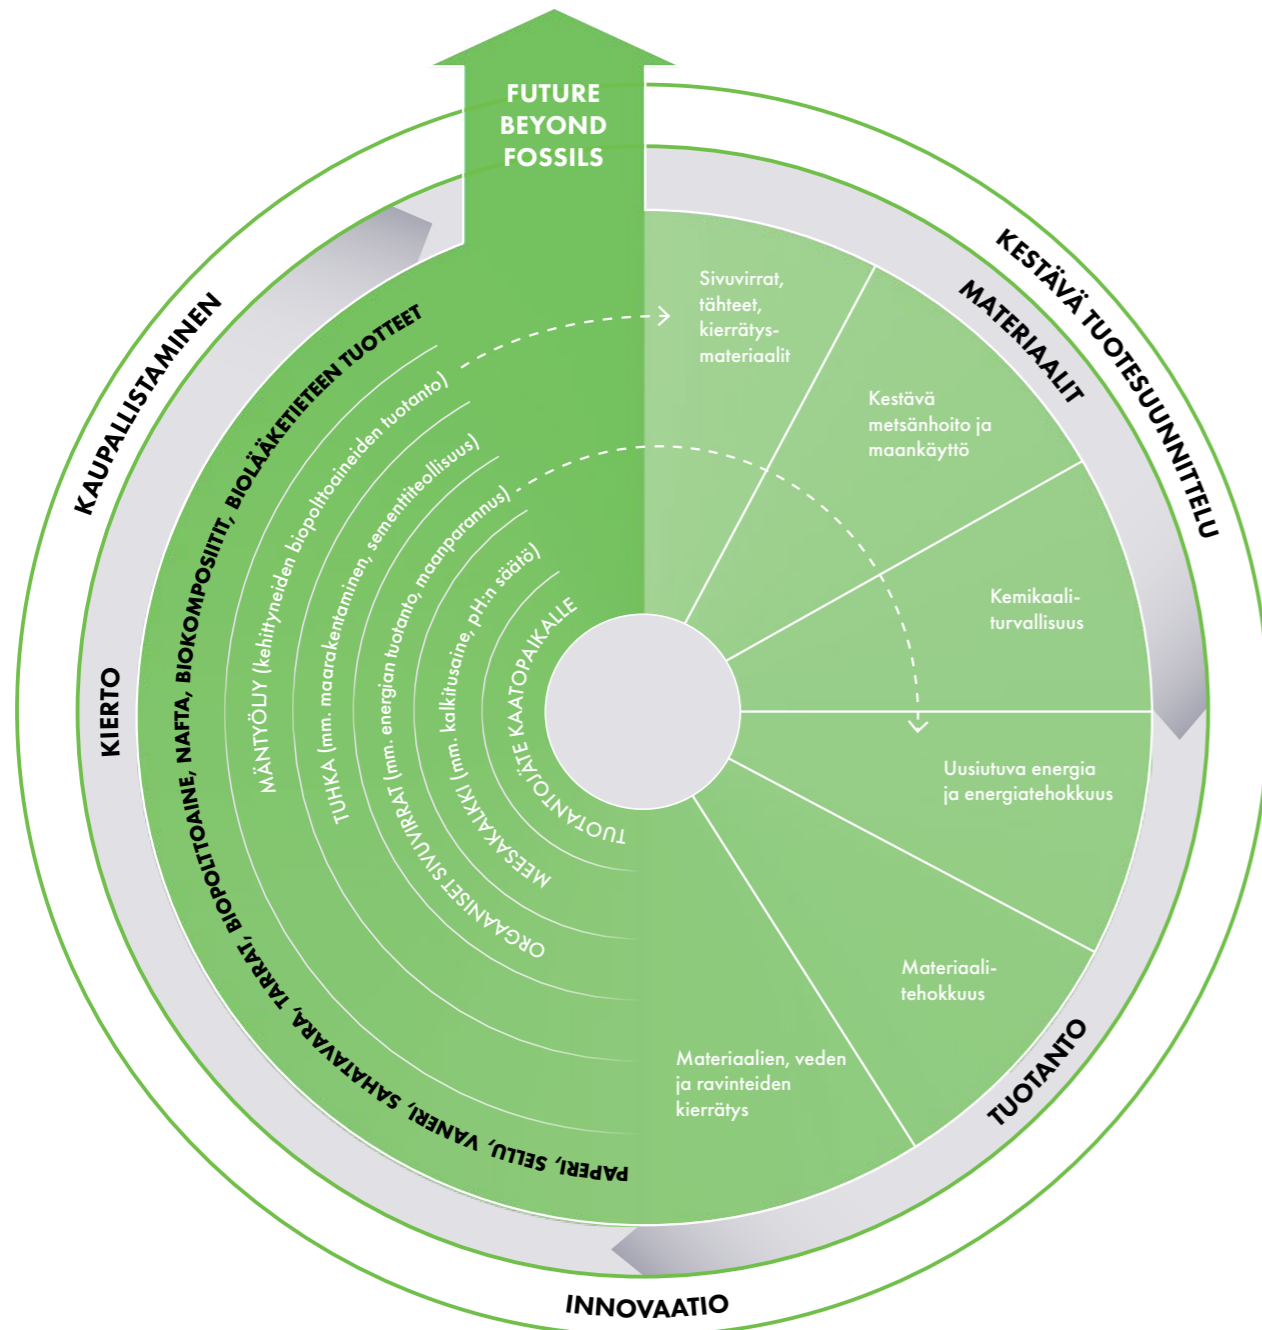 FUTURE
BEYOND
FOSSILS
KESTÄVÄ TUOTESUUNNITTELU
MATERIAALIT
Sivuvirrat,
tähteet,
kierrätys-
materiaalit
Kestävä
metsänhoito ja
maankäyttö
Kemikaali-
turvallisuus
Uusiutuva energia
ja energiatehokkuus
Materiaali-
tehokkuus
Materiaalien, veden
ja ravinteiden
kierrätys
TUOTANTO
INNOVAATIO
KIERTO
KAUPALLISTAMINEN
PAPERI, SELLU, VANERI, SAHATAVARA, TARRAT, BIOPOLTTOAINE, NAFTA, BIOKOMPOSIITIT, BIOLÄÄKETIETEEN TUOTTEET
MÄNTYÖLJY (kehittyneiden biopolttoaineiden tuotanto)
TUHKA (mm. maarakentaminen, sementtiteollisuus)
ORGAANISET SIVUVIRRAT (mm. energian tuotanto, maanparannus)
MEESAKALKKI (mm. kalkitusaine, pH:n säätö)
TUOTANTOJÄTE KAATOPAIKALLE